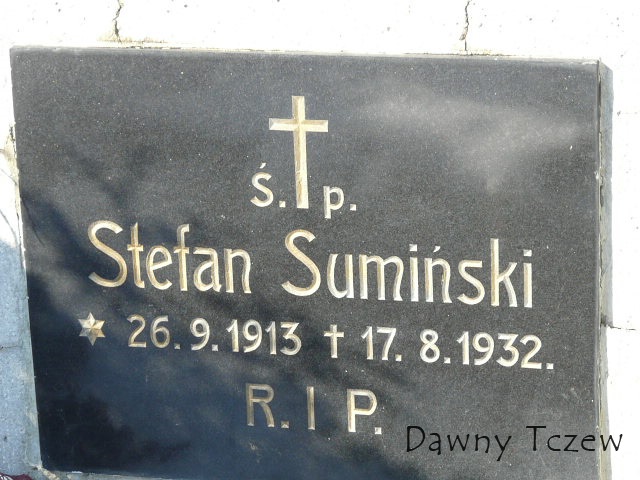 ś. p.
Stefan Sumiński
* 26.9.1913 † 17.8.1932.
R. I P.
Dawny Tczew